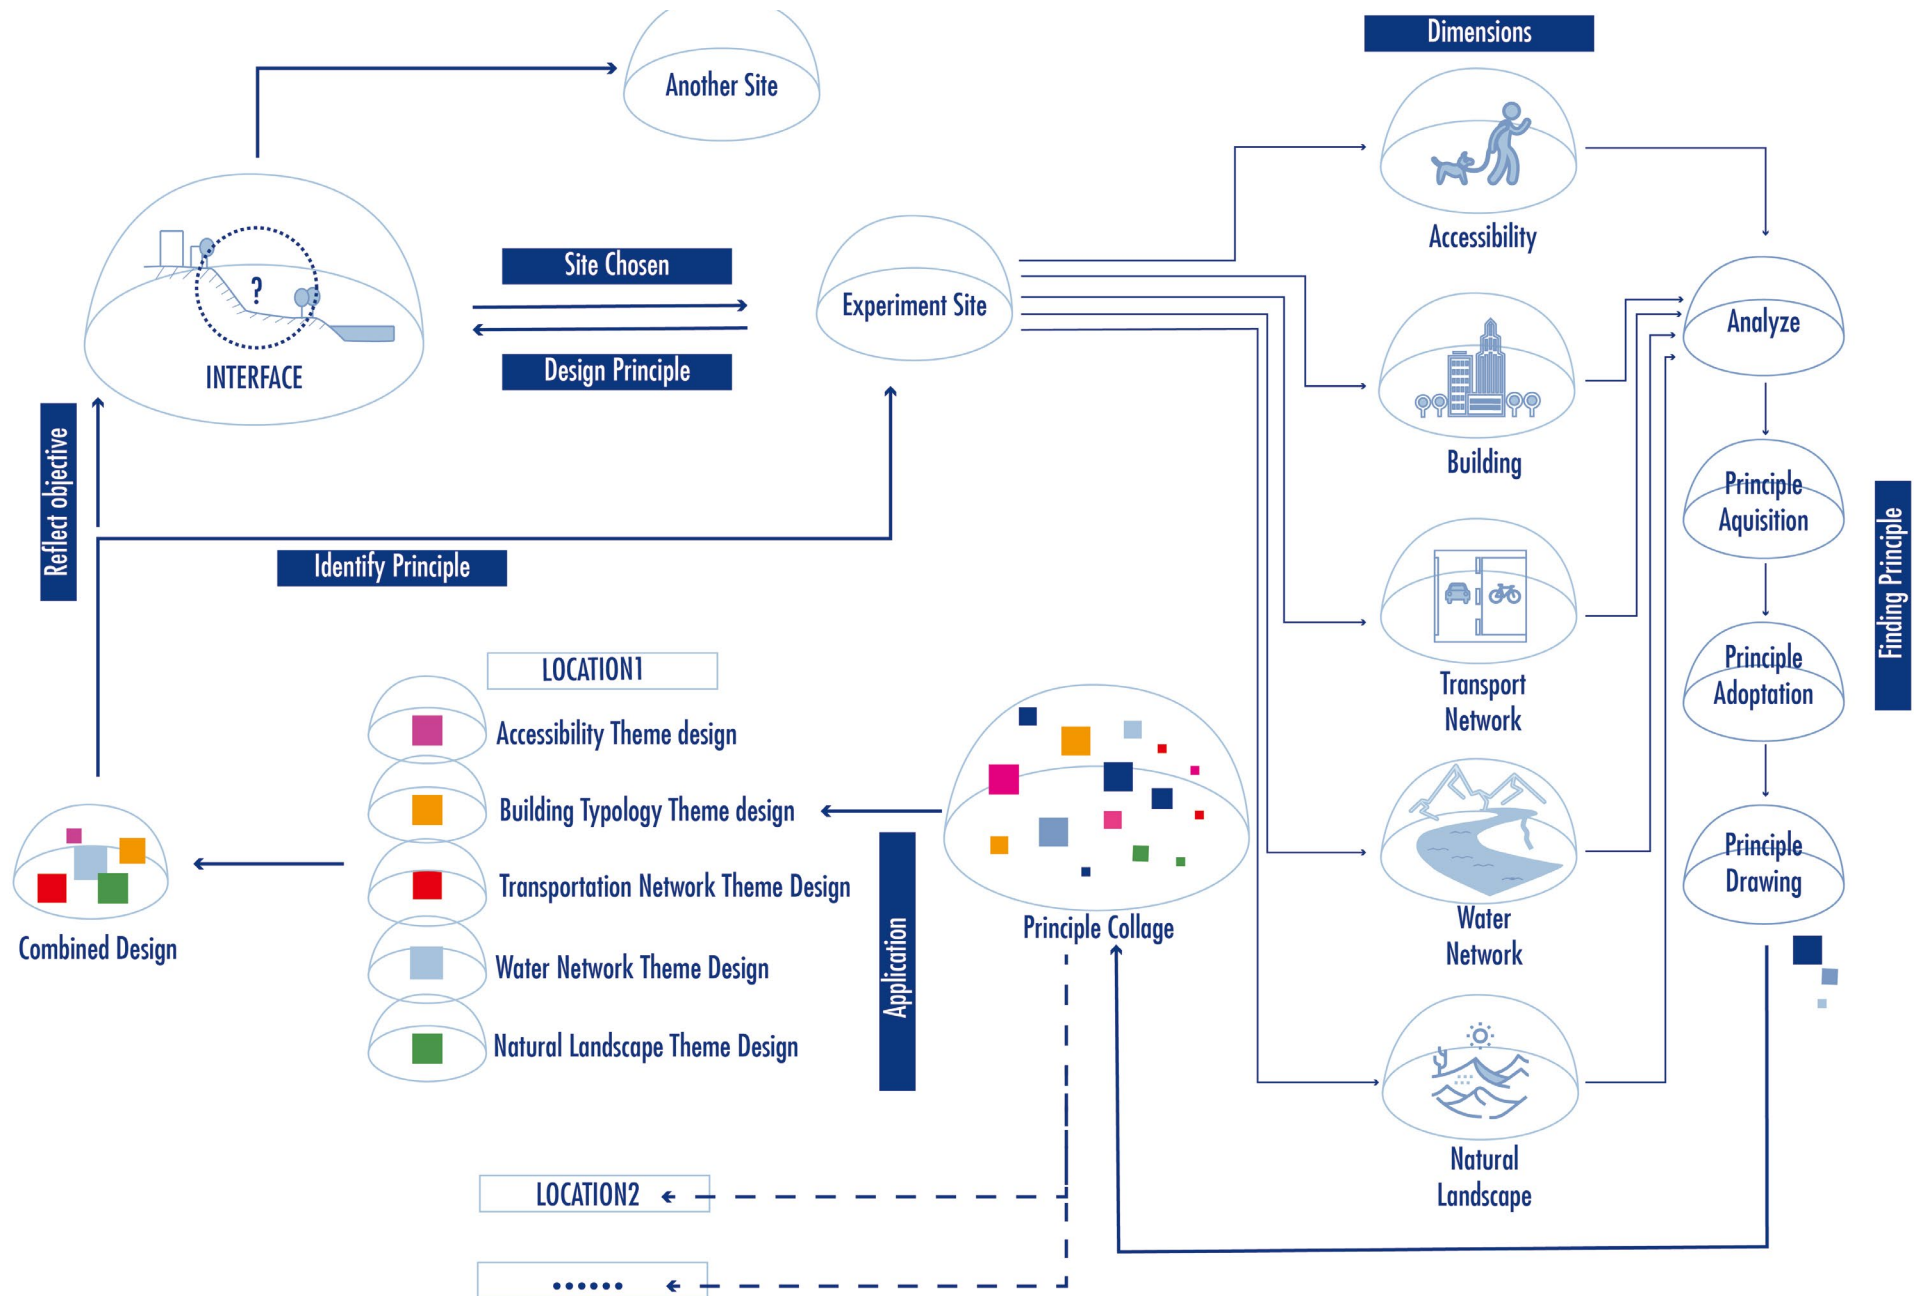 Dimensions
Another Site
Accessibility
Site Chosen
Experiment Site
Design Principle
?
INTERFACE
Analyze
Building
Reflect objective
Identify Principle
Principle
Aquisition
Finding Principle
Transport
Network
Principle
Adoptation
LOCATION1
Accessibility Theme design
Building Typology Theme design
Transportation Network Theme Design
Water Network Theme Design
Natural Landscape Theme Design
Combined Design
Application
Principle Collage
Water
Network
Principle
Drawing
Natural
Landscape
LOCATION2
......